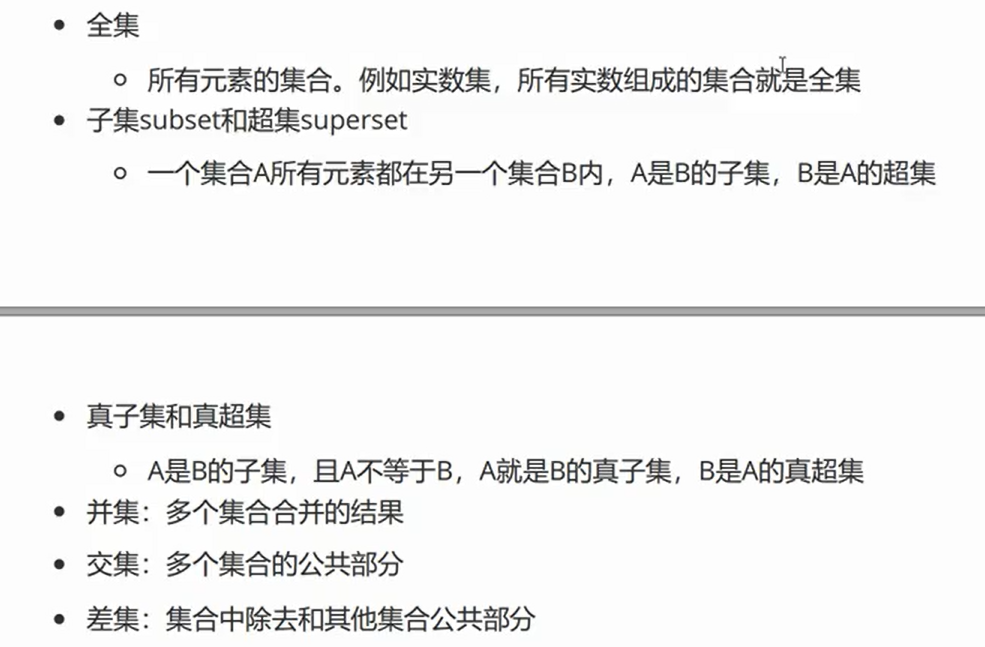 全集
所有元素的集合。例如实数集，所有实数组成的集合就是全集
子集subset和超集superset
一个集合A所有元素都在另一个集合B内，A是B的子集，B是A的超集
真子集和真超集
A是B的子集，且A不等于B，A就是B的真子集，B是A的真超集
并集：多个集合合并的结果
交集：多个集合的公共部分
差集：集合中除去和其他集合公共部分